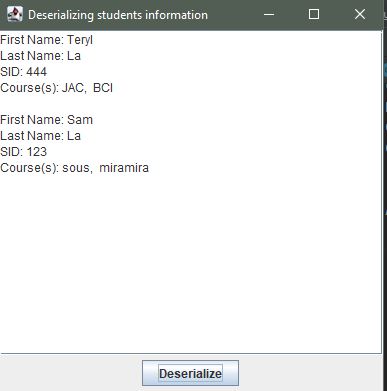 Deserializing students information
First Name: Teryl
Last Name: La
SID: 444
Course(s): JAC,  BCI
First Name: Sam
Last Name: La
SID: 123
Course(s): sous,  miramira
Deserialize